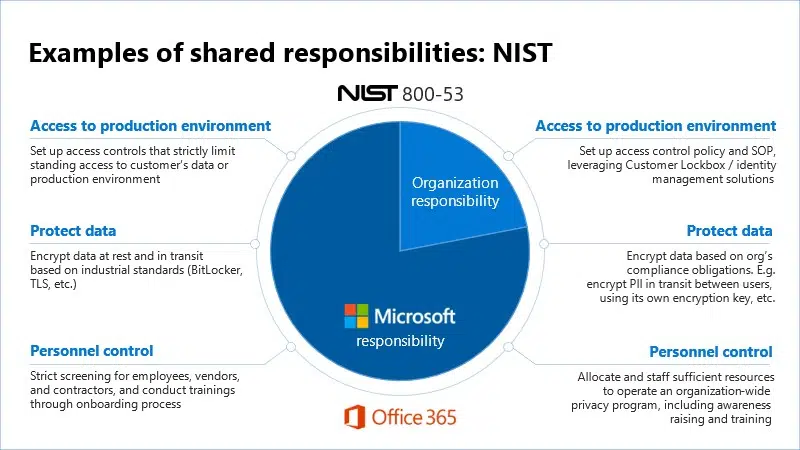 Examples of shared responsibilities: NIST
NIST 800-53
Access to production environment
Set up access controls that strictly limit
standing access to customer's data or
production environment
Protect data
Encrypt data at rest and in transit
based on industrial standards (BitLocker,
TLS, etc.)
Personnel control
Strict screening for employees, vendors,
and contractors, and conduct trainings
through onboarding process
Organization
responsibility
Microsoft
responsibility
Office 365
Access to production environment
Set up access control policy and SOP,
leveraging Customer Lockbox / identity
management solutions
Protect data
Encrypt data based on org's
compliance obligations. E.g.
encrypt PII in transit between users,
using its own encryption key, etc.
Personnel control
Allocate and staff sufficient resources
to operate an organization-wide
privacy program, including awareness
raising and training